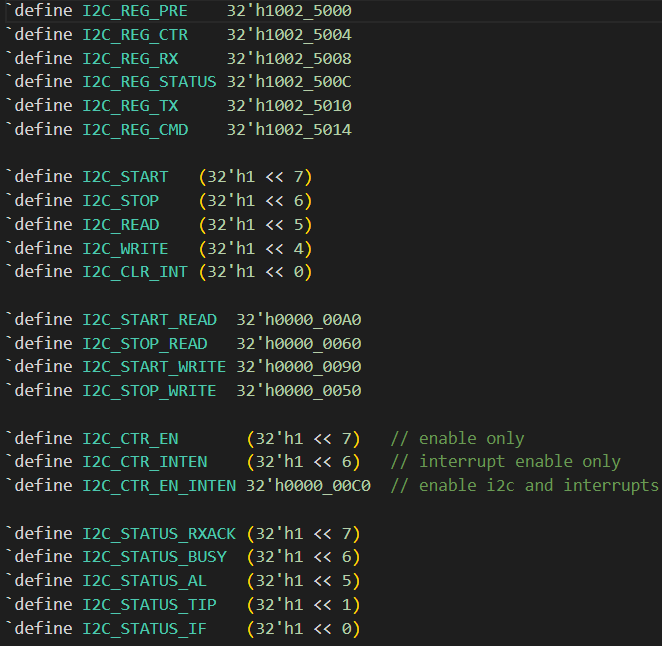 `define I2C_REG_PRE    32'h1002_5000
`define I2C_REG_CTR    32'h1002_5004
`define I2C_REG_RX     32'h1002_5008
`define I2C_REG_STATUS 32'h1002_500C
`define I2C_REG_TX     32'h1002_5010
`define I2C_REG_CMD    32'h1002_5014

`define I2C_START   (32'h1 << 7)
`define I2C_STOP    (32'h1 << 6)
`define I2C_READ    (32'h1 << 5)
`define I2C_WRITE   (32'h1 << 4)
`define I2C_CLR_INT (32'h1 << 0)

`define I2C_START_READ  32'h0000_00A0
`define I2C_STOP_READ   32'h0000_0060
`define I2C_START_WRITE 32'h0000_0090
`define I2C_STOP_WRITE  32'h0000_0050

`define I2C_CTR_EN       (32'h1 << 7)   // enable only
`define I2C_CTR_INTEN    (32'h1 << 6)   // interrupt enable only
`define I2C_CTR_EN_INTEN 32'h0000_00C0  // enable i2c and interrupts

`define I2C_STATUS_RXACK (32'h1 << 7)
`define I2C_STATUS_BUSY  (32'h1 << 6)
`define I2C_STATUS_AL    (32'h1 << 5)
`define I2C_STATUS_TIP   (32'h1 << 1)
`define I2C_STATUS_IF    (32'h1 << 0)